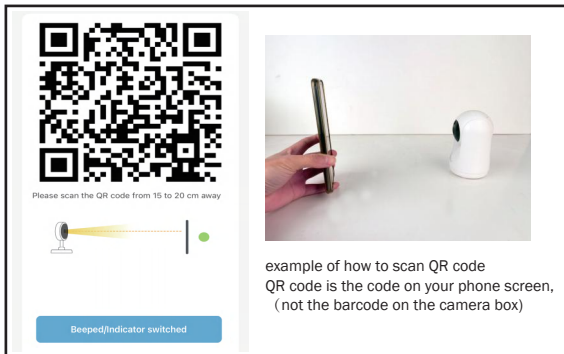 Please scan the QR code from 15 to 20 cm away
Beeped/Indicator switched
example of how to scan QR code
QR code is the code on your phone screen,
（not the barcode on the camera box)